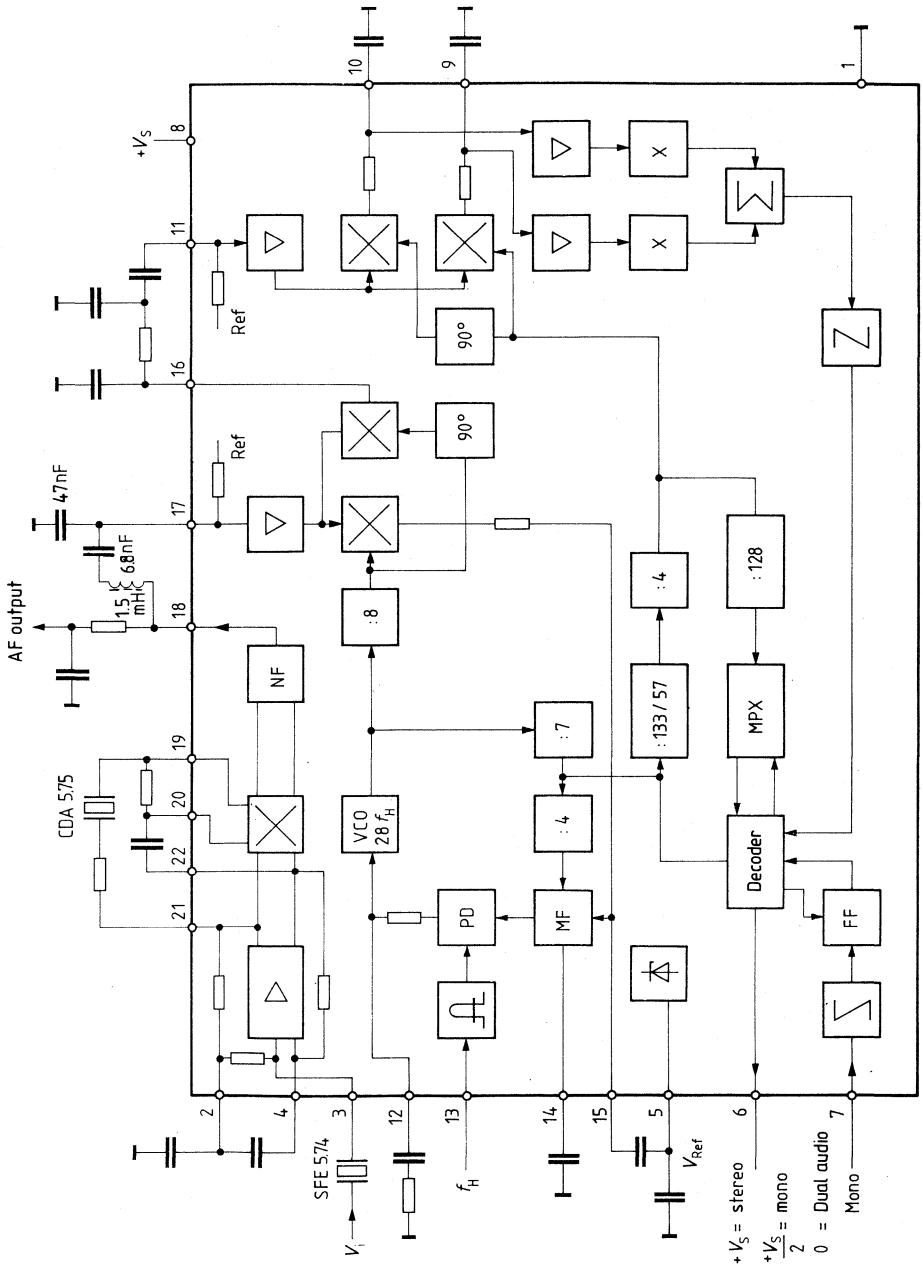 AF output
CDA 5.75
1.5
mH
6.8nF
47nF
+VS
21
22
20
19
18
17
16
11
8
10
9
1
Ref
Ref
NF
:8
90°
90°
VCO
28 fH
:7
:4
:133/57
:4
:128
MPX
Decoder
PD
MF
FF
X
X
Σ
2
4
3
12
13
14
15
5
6
7
SFE 5.74
Vi
fH
VRef
+VS = stereo
+VS = mono
2
0 = Dual audio
Mono